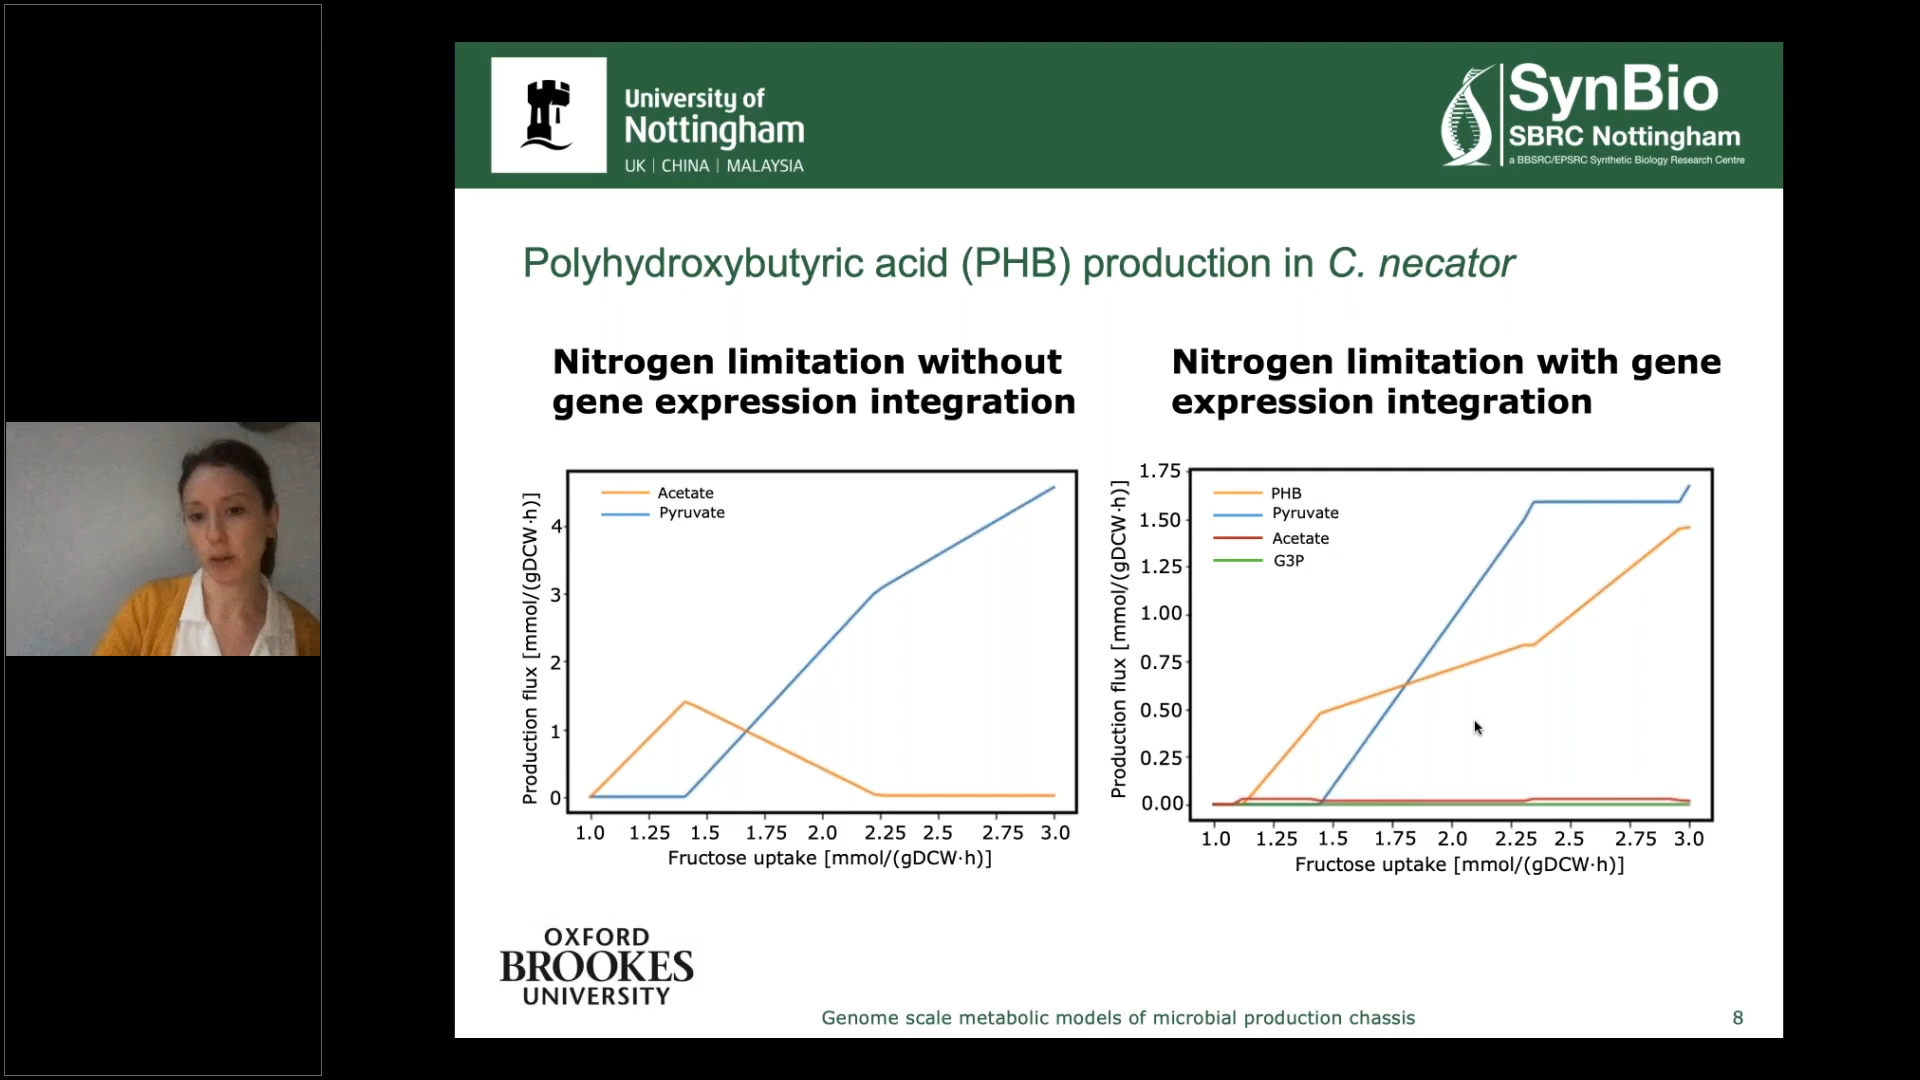 University of
Nottingham
UK | CHINA | MALAYSIA
SynBio
SBRC Nottingham
a BBSRC/EPSRC Synthetic Biology Research Centre
Polyhydroxybutyric acid (PHB) production in C. necator
Nitrogen limitation without
gene expression integration
Production flux [mmol/(gDCW·h)]
Acetate
Pyruvate
4
3
2
1
0
1.0 1.25 1.5 1.75 2.0 2.25 2.5 2.75 3.0
Fructose uptake [mmol/(gDCW·h)]
Nitrogen limitation with gene
expression integration
Production flux [mmol/(gDCW·h)]
PHB
Pyruvate
Acetate
G3P
1.75
1.50
1.25
1.00
0.75
0.50
0.25
0.00
1.0 1.25 1.5 1.75 2.0 2.25 2.5 2.75 3.0
Fructose uptake [mmol/(gDCW·h)]
OXFORD
BROOKES
UNIVERSITY
Genome scale metabolic models of microbial production chassis
8